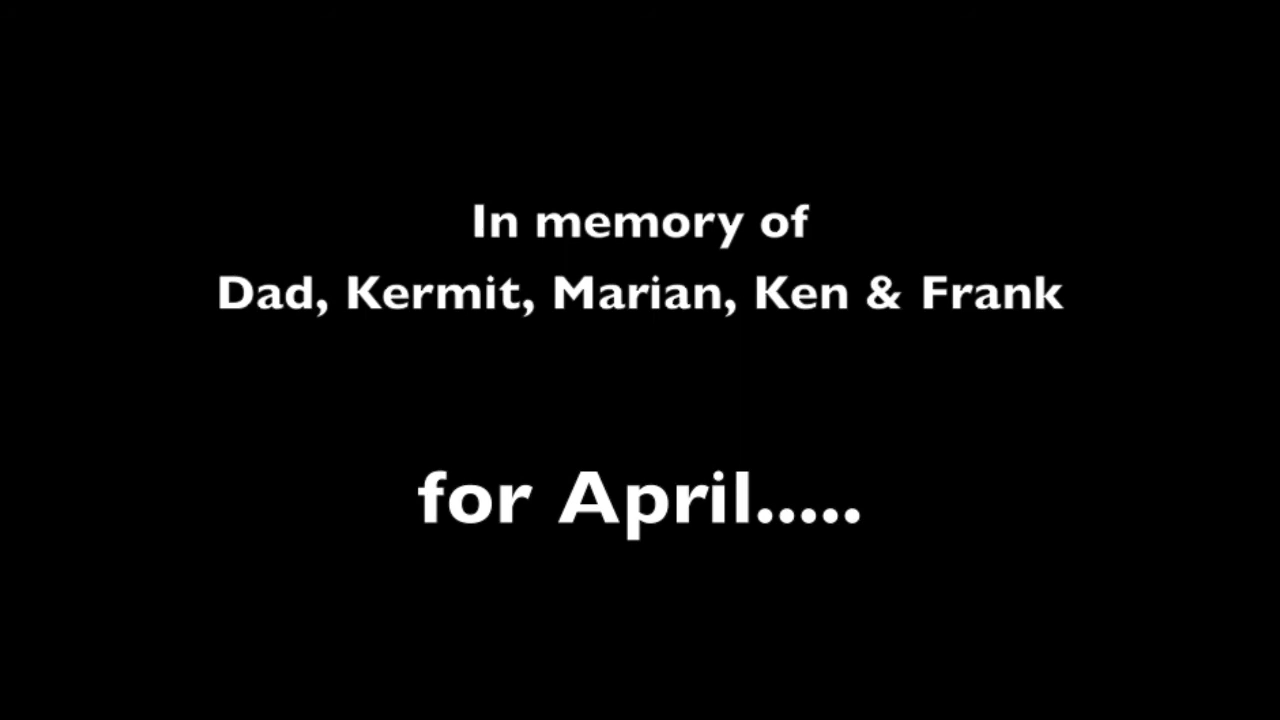 In memory of
Dad, Kermit, Marian, Ken & Frank
for April.....